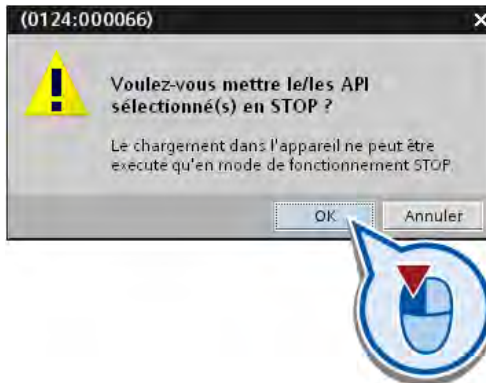 (0124:000066)
Voulez-vous mettre le/les API
sélectionné(s) en STOP ?
Le chargement dans l'appareil ne peut être
execute qu'en mode de fonctionnement STOP
OK
Annuler